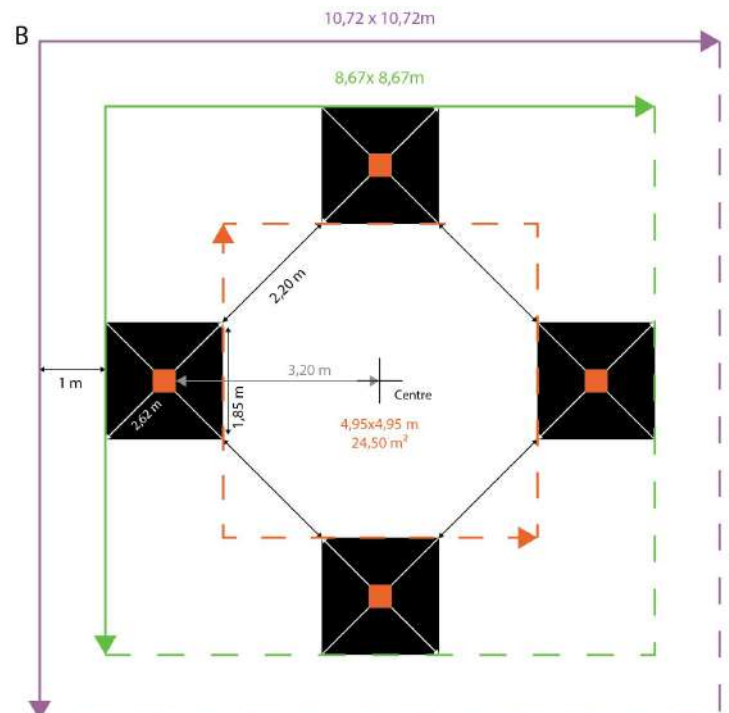 10,72 x 10,72m
B
8,67x 8,67m
2,20 m
3,20 m
1 m
Centre
1,85 m
2,62 m
4,95x4,95 m
24,50 m²